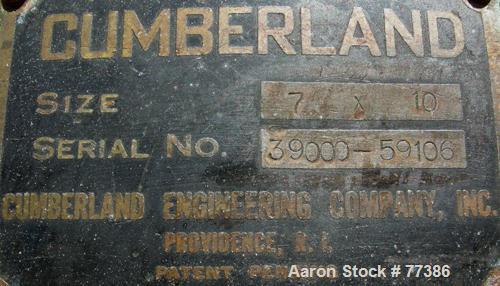 CUMBERLAND
SIZE 7 X 10
SERIAL NO. 39000-59106
CUMBERLAND ENGINEERING COMPANY, INC.
PROVIDENCE, R. I.
PATENT
Aaron Stock # 77386